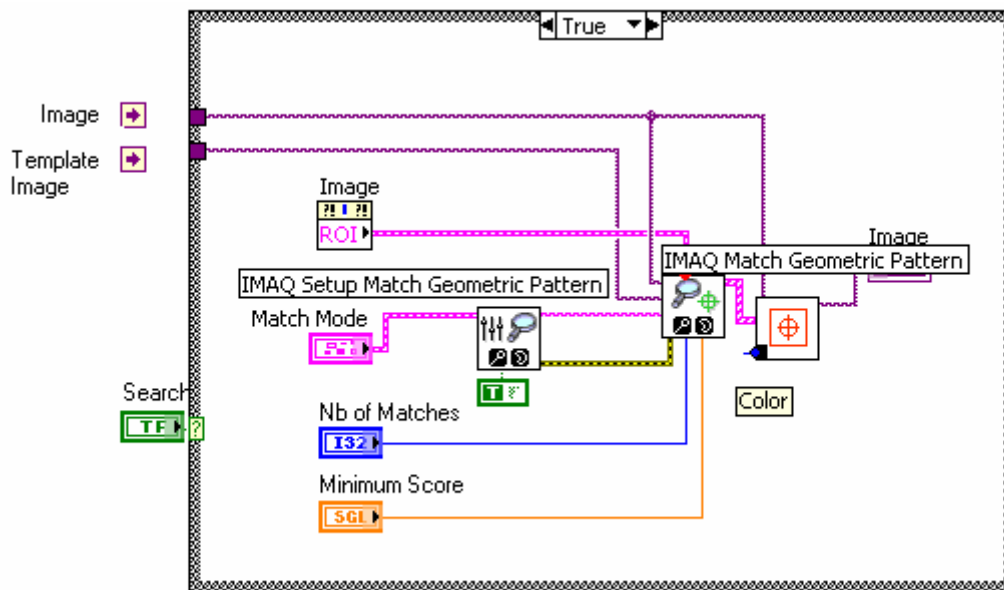 True
Image
Template
Image
Image
?! I ?!
ROI
Image
IMAQ Match Geometric Pattern
IMAQ Setup Match Geometric Pattern
Match Mode
T
Search
TF
?
Color
Nb of Matches
I32
Minimum Score
SGL